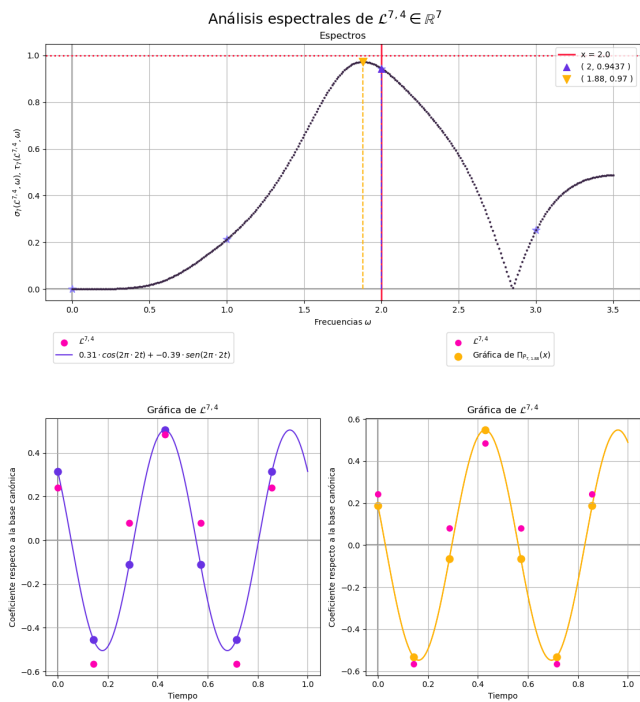 Análisis espectrales de 𝓛^{7,4} ∈ ℝ^7
Espectros
x = 2.0
( 2, 0.9437 )
( 1.88, 0.97 )
σ_7(𝓛^{7,4}, ω), τ_7(𝓛^{7,4}, ω)
1.0
0.8
0.6
0.4
0.2
0.0
0.0 0.5 1.0 1.5 2.0 2.5 3.0 3.5
Frecuencias ω
𝓛^{7,4}
0.31 · cos(2π · 2t) + −0.39 · sen(2π · 2t)
𝓛^{7,4}
Gráfica de Π_{P_{7, 1.88}}(x)
Gráfica de 𝓛^{7,4}
Coeficiente respecto a la base canónica
0.4
0.2
0.0
−0.2
−0.4
−0.6
0.0 0.2 0.4 0.6 0.8 1.0
Tiempo
Gráfica de 𝓛^{7,4}
Coeficiente respecto a la base canónica
0.6
0.4
0.2
0.0
−0.2
−0.4
−0.6
0.0 0.2 0.4 0.6 0.8 1.0
Tiempo